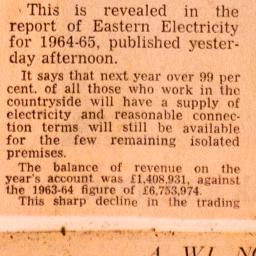 This is revealed in the
report of Eastern Electricity
for 1964-65, published yester-
day afternoon.
It says that next year over 99 per
cent. of all those who work in the
countryside will have a supply of
electricity and reasonable connec-
tion terms will still be available
for the few remaining isolated
premises.
The balance of revenue on the
year's account was £1,408,931, against
the 1963-64 figure of £6,753,974.
This sharp decline in the trading